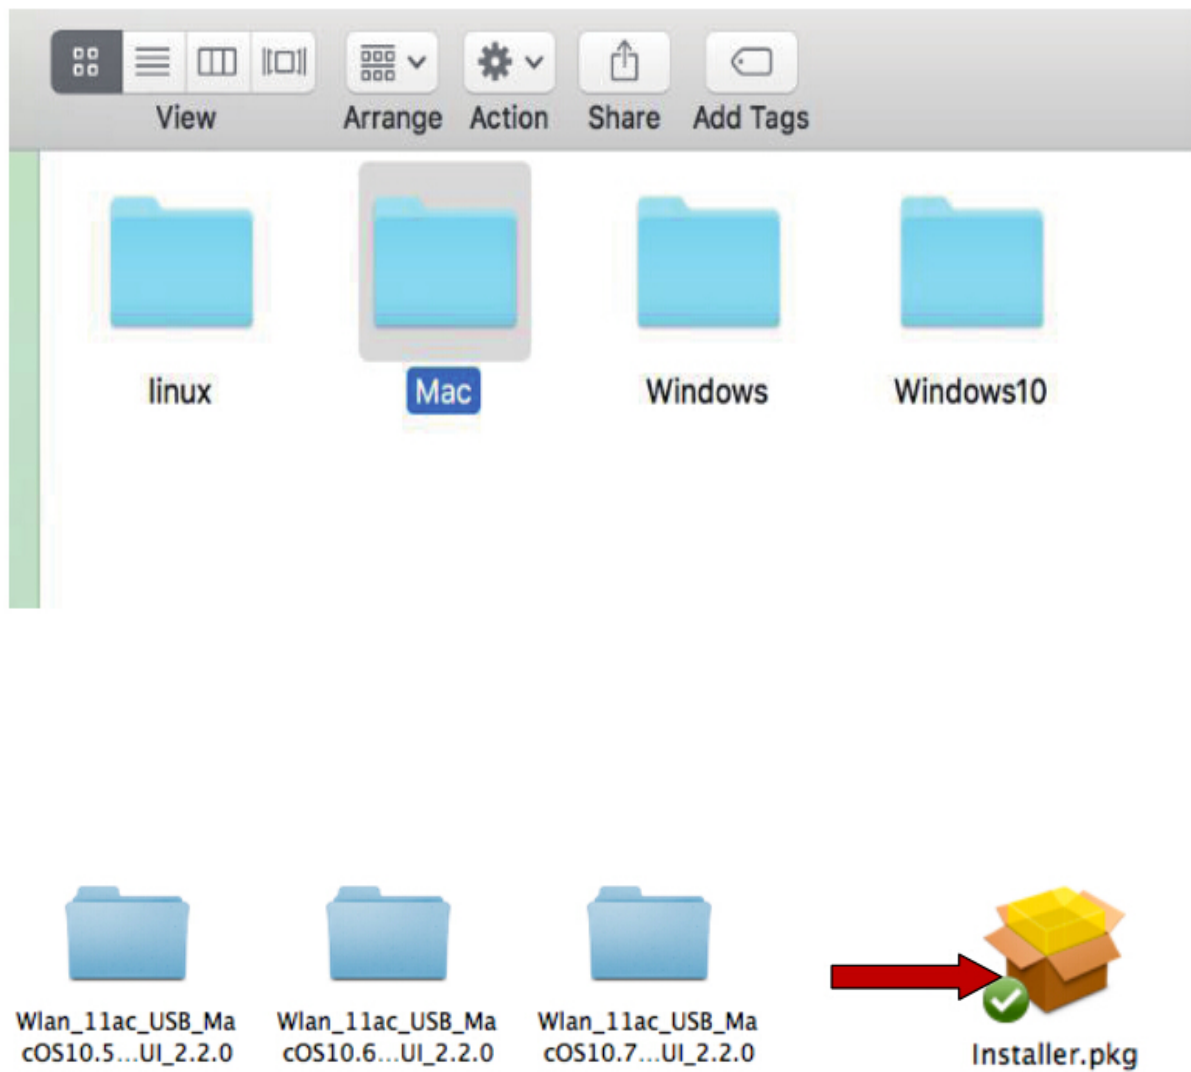 View Arrange Action Share Add Tags
linux Mac Windows Windows10
Wlan_11ac_USB_Ma
cOS10.5...UI_2.2.0
Wlan_11ac_USB_Ma
cOS10.6...UI_2.2.0
Wlan_11ac_USB_Ma
cOS10.7...UI_2.2.0
Installer.pkg